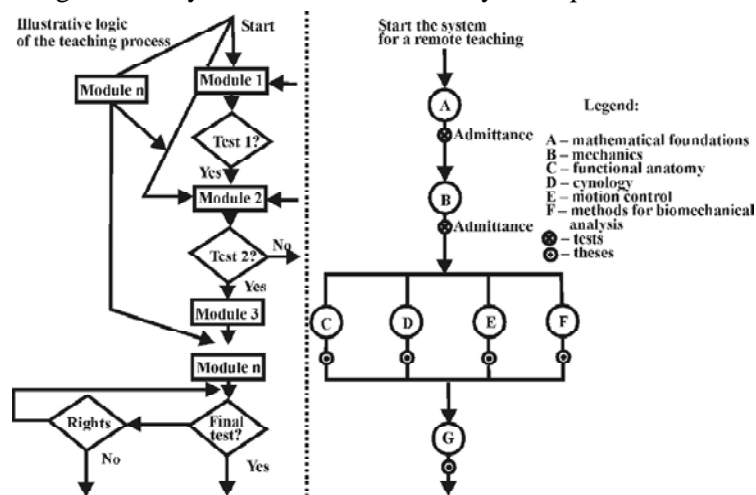 Illustrative logic
of the teaching process
Start
Module n
Module 1
Test 1?
Yes
Module 2
Test 2?
No
Yes
Module 3
Module n
Rights
Final
test?
No
Yes
Start the system
for a remote teaching
A
Admittance
B
Admittance
C
D
E
F
G
Legend:
A – mathematical foundations
B – mechanics
C – functional anatomy
D – cynology
E – motion control
F – methods for biomechanical
analysis
– tests
– theses